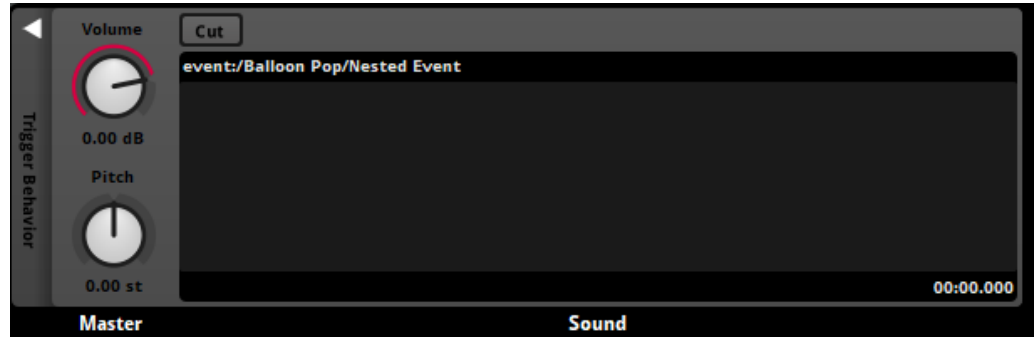 Trigger Behavior
Volume
0.00 dB
Pitch
0.00 st
Master
Cut
event:/Balloon Pop/Nested Event
00:00.000
Sound